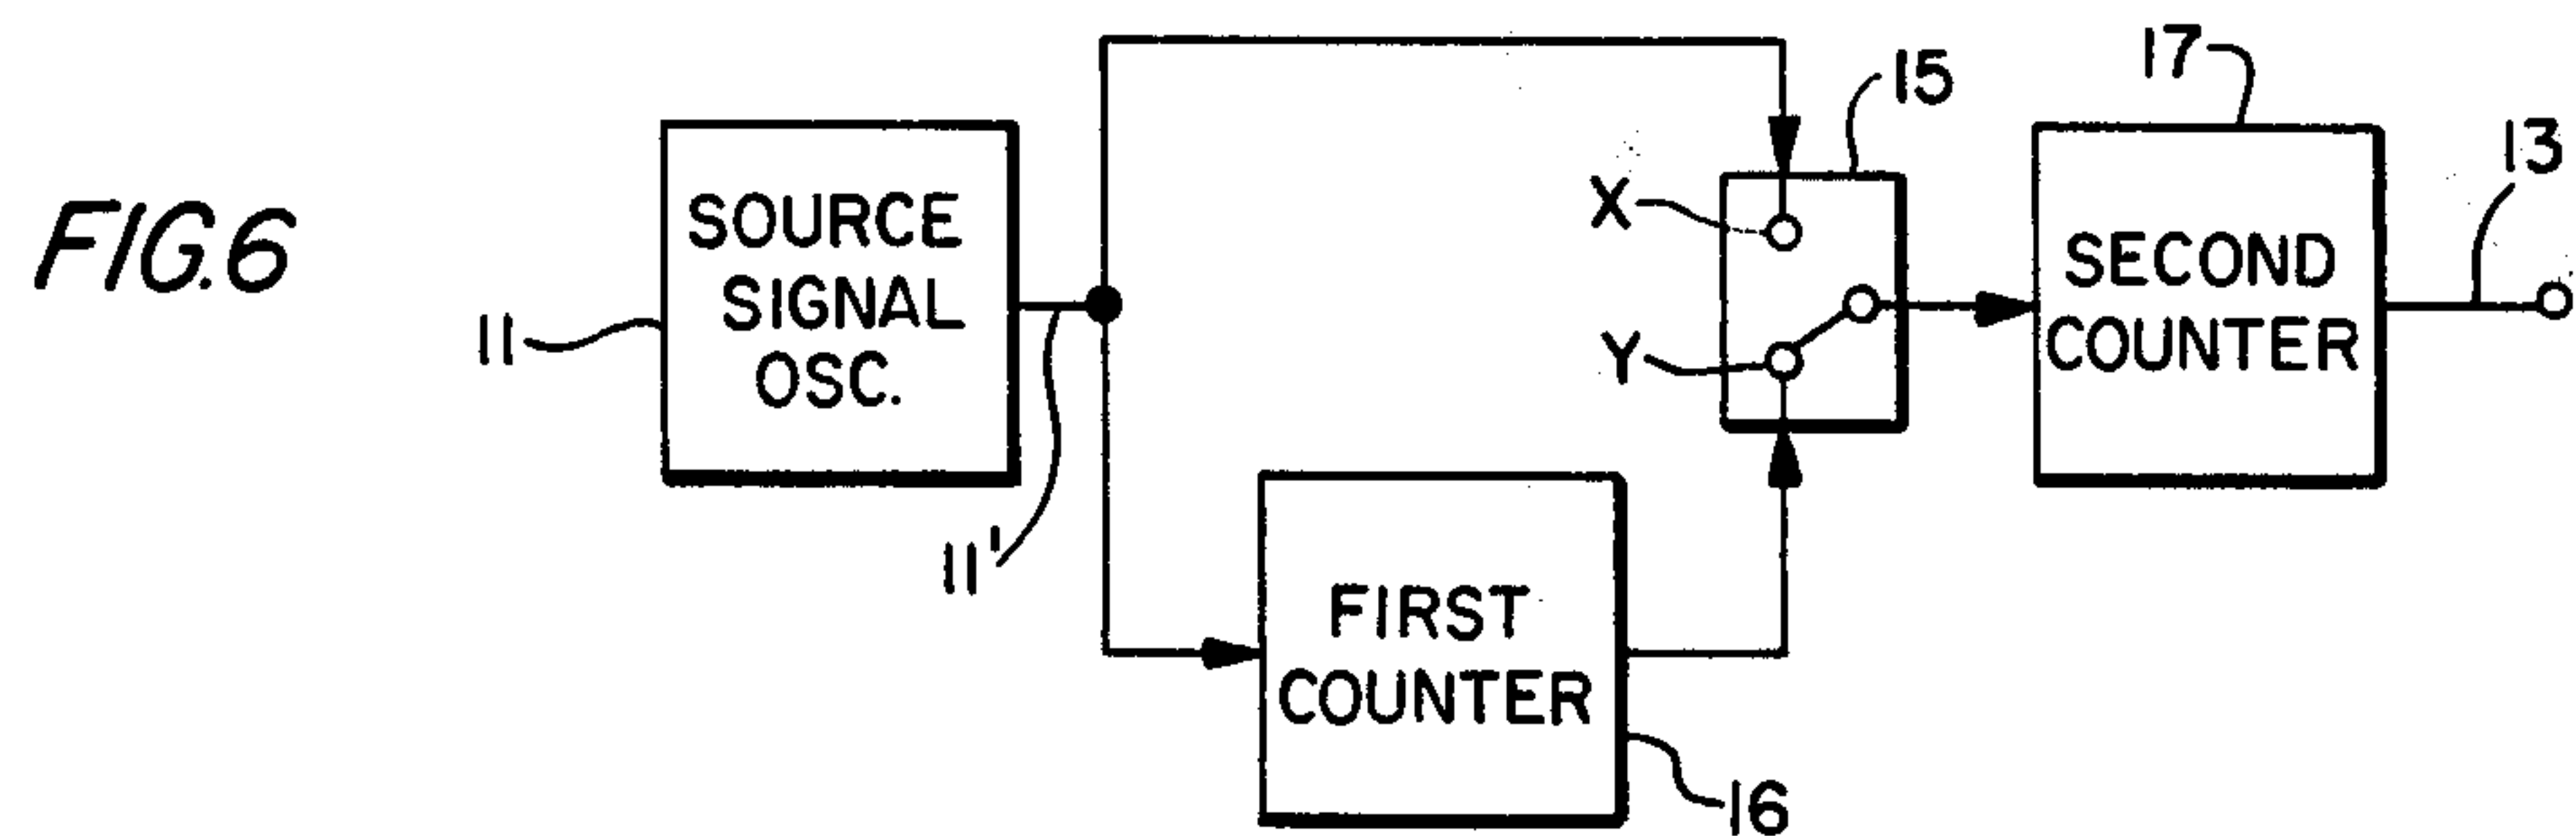 FIG.6
11
SOURCE
SIGNAL
OSC.
11'
X
Y
15
17
SECOND
COUNTER
13
FIRST
COUNTER
16